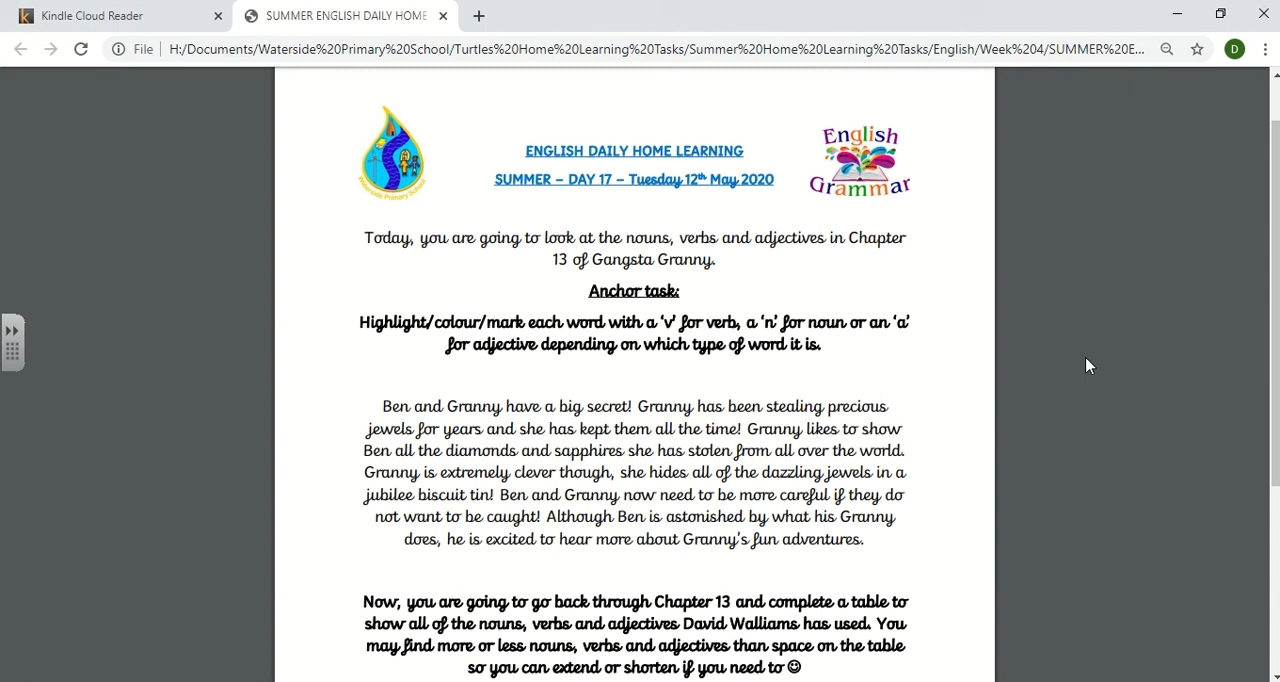 Kindle Cloud Reader
SUMMER ENGLISH DAILY HOME
File
H:/Documents/Waterside%20Primary%20School/Turtles%20Home%20Learning%20Tasks/Summer%20Home%20Learning%20Tasks/English/Week%204/SUMMER%20E...
D
Waterside Primary School
ENGLISH DAILY HOME LEARNING
SUMMER – DAY 17 – Tuesday 12th May 2020
English
Grammar
Today, you are going to look at the nouns, verbs and adjectives in Chapter
13 of Gangsta Granny.
Anchor task:
Highlight/colour/mark each word with a ‘v’ for verb, a ‘n’ for noun or an ‘a’
for adjective depending on which type of word it is.
Ben and Granny have a big secret! Granny has been stealing precious
jewels for years and she has kept them all the time! Granny likes to show
Ben all the diamonds and sapphires she has stolen from all over the world.
Granny is extremely clever though, she hides all of the dazzling jewels in a
jubilee biscuit tin! Ben and Granny now need to be more careful if they do
not want to be caught! Although Ben is astonished by what his Granny
does, he is excited to hear more about Granny’s fun adventures.
Now, you are going to go back through Chapter 13 and complete a table to
show all of the nouns, verbs and adjectives David Walliams has used. You
may find more or less nouns, verbs and adjectives than space on the table
so you can extend or shorten if you need to ☺